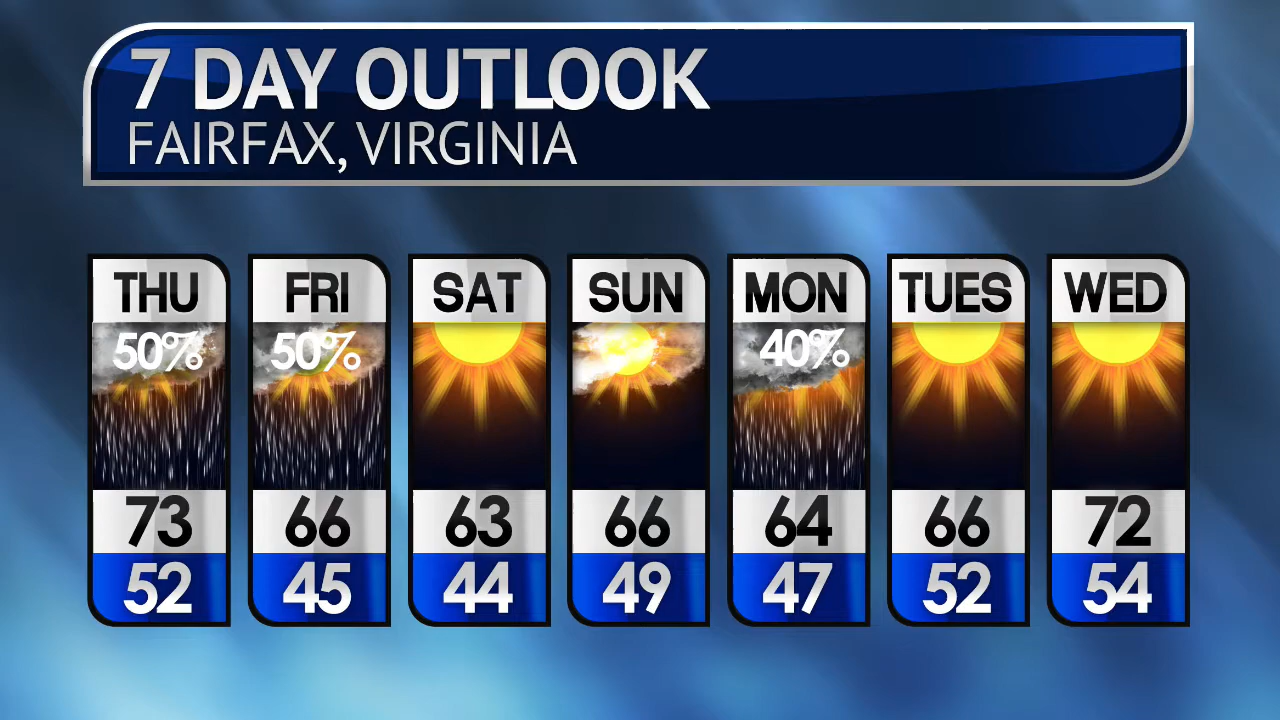 7 DAY OUTLOOK
FAIRFAX, VIRGINIA
THU FRI SAT SUN MON TUES WED
50% 50% 40%
73 66 63 66 64 66 72
52 45 44 49 47 52 54